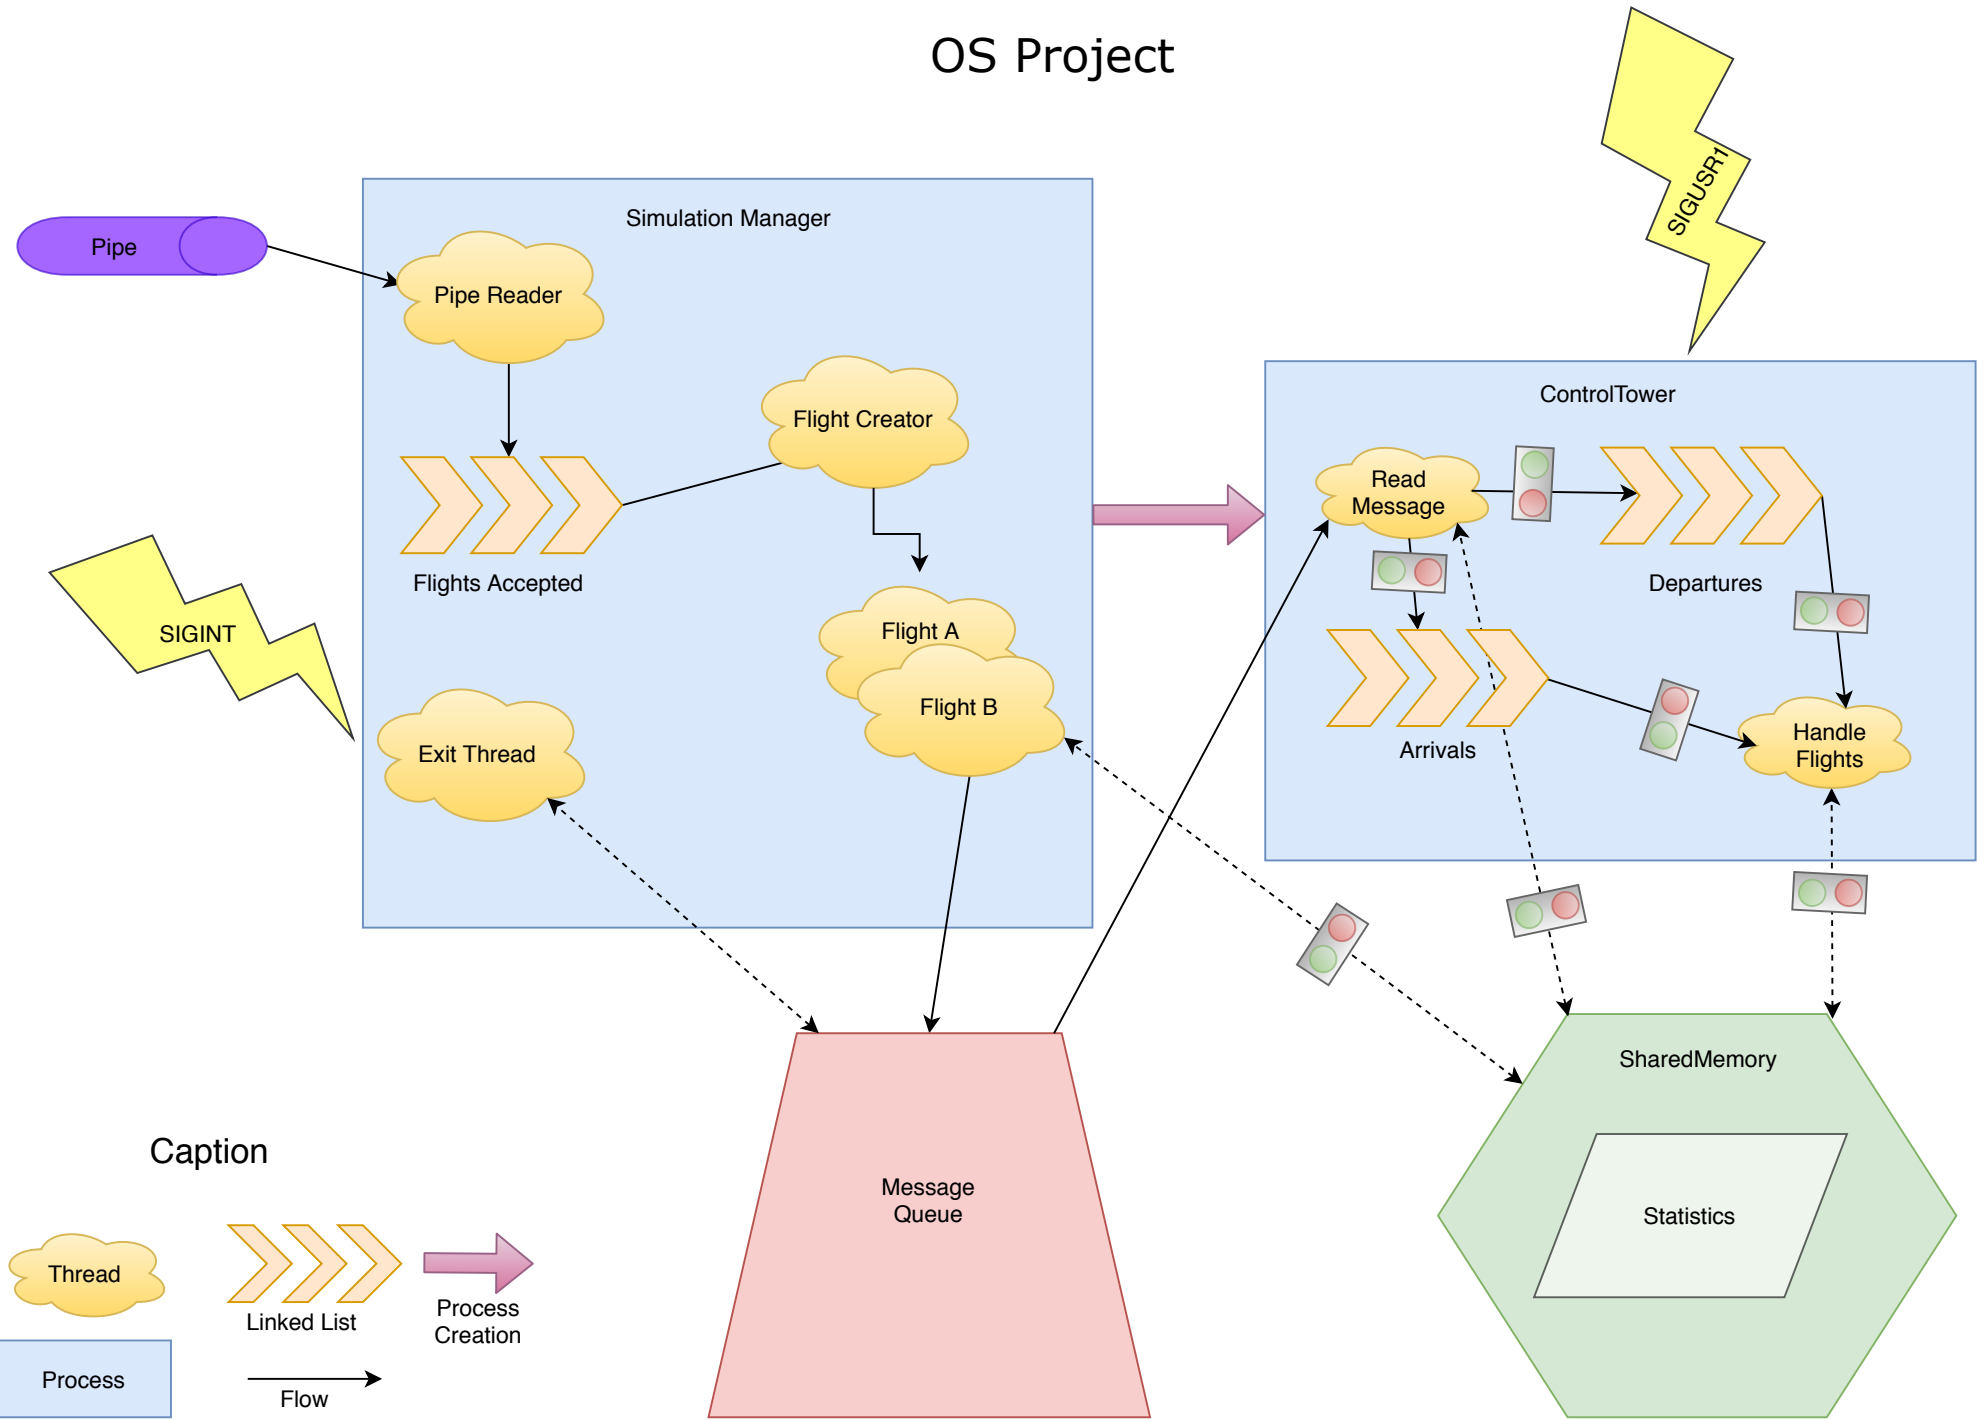 OS Project
SIGUSR1
Simulation Manager
Pipe
Pipe Reader
Flight Creator
ControlTower
Read
Message
Flights Accepted
Departures
SIGINT
Flight A
Flight B
Exit Thread
Arrivals
Handle
Flights
SharedMemory
Caption
Message
Queue
Statistics
Thread
Linked List
Process
Creation
Process
Flow